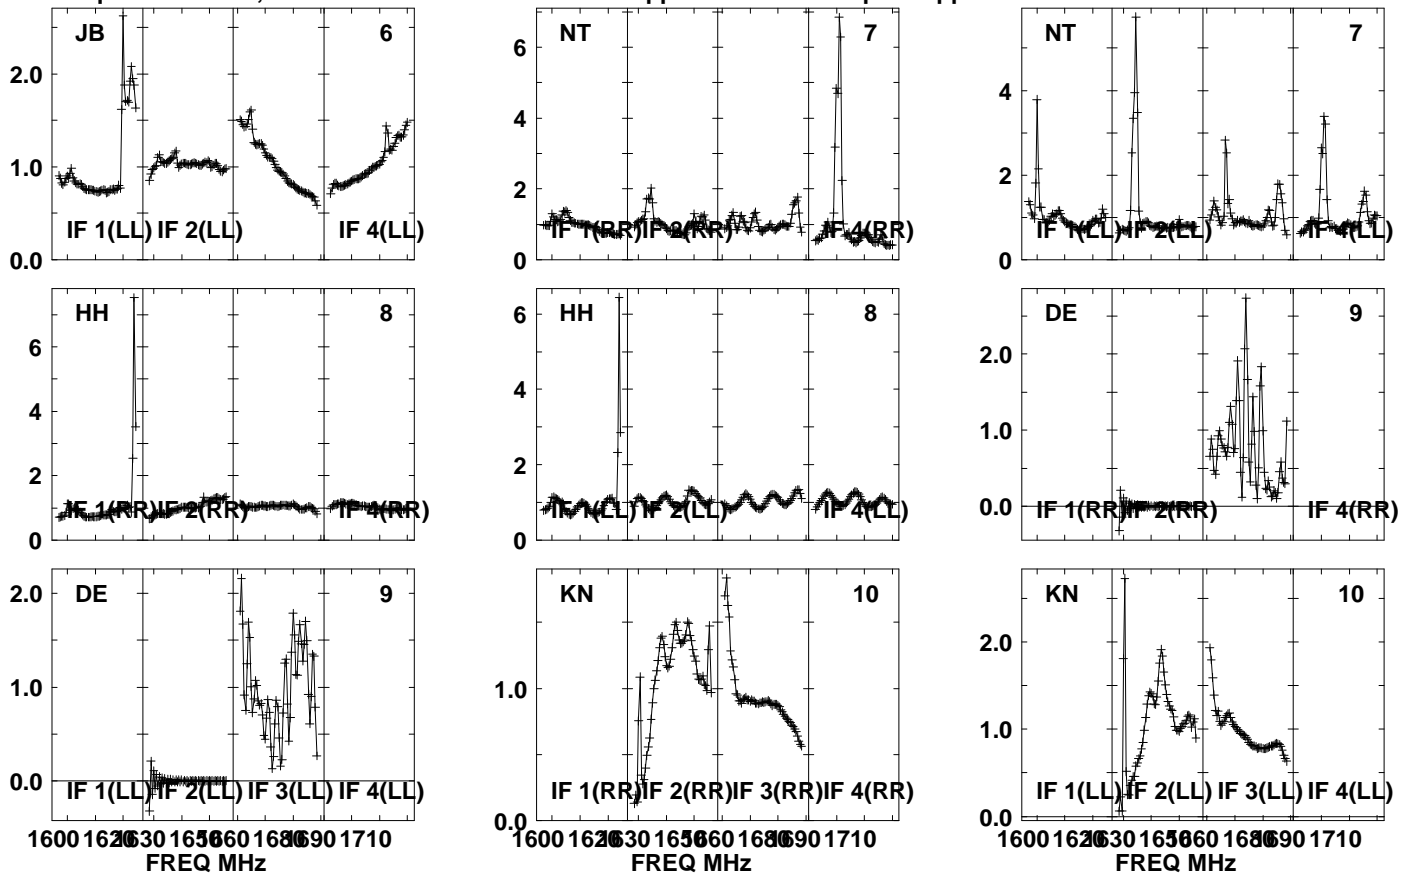 JB 6
2.0
1.0
0.0
IF 1(LL) IF 2(LL) IF 4(LL)
NT 7
6
4
2
0
IF 1(RR) IF 2(RR) IF 4(RR)
NT 7
4
2
0
IF 1(LL) IF 2(LL) IF 4(LL)
HH 8
6
4
2
0
IF 1(RR) IF 2(RR) IF 4(RR)
HH 8
6
4
2
0
IF 1(LL) IF 2(LL) IF 4(LL)
DE 9
2.0
1.0
0.0
IF 1(RR) IF 2(RR) IF 4(RR)
DE 9
2.0
1.0
0.0
IF 1(LL) IF 2(LL) IF 3(LL) IF 4(LL)
1600 1620 1630 1650 1660 1680 1690 1710
FREQ MHz
KN 10
1.0
0.0
IF 1(RR) IF 2(RR) IF 3(RR) IF 4(RR)
1600 1620 1630 1650 1660 1680 1690 1710
FREQ MHz
KN 10
2.0
1.0
0.0
IF 1(LL) IF 2(LL) IF 3(LL) IF 4(LL)
1600 1620 1630 1650 1660 1680 1690 1710
FREQ MHz